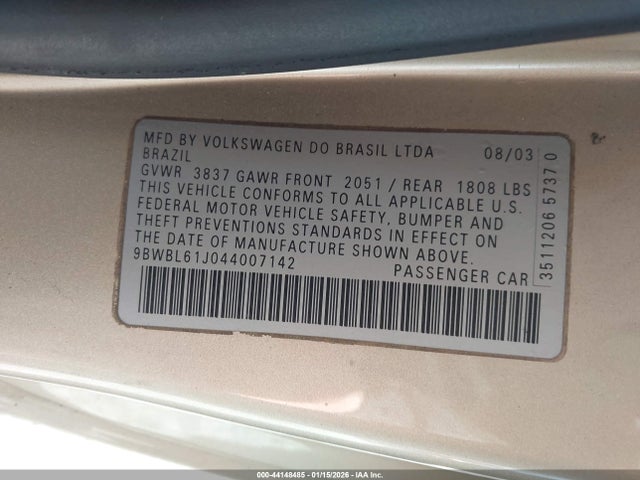 MFD BY VOLKSWAGEN DO BRASIL LTDA 08/03
BRAZIL
GVWR 3837 GAWR FRONT 2051 / REAR 1808 LBS
THIS VEHICLE CONFORMS TO ALL APPLICABLE U.S.
FEDERAL MOTOR VEHICLE SAFETY, BUMPER AND
THEFT PREVENTIONS STANDARDS IN EFFECT ON
THE DATE OF MANUFACTURE SHOWN ABOVE.
9BWBL61J044007142 PASSENGER CAR
3511206 5737 0
000-44148485 - 01/15/2026 - IAA Inc.